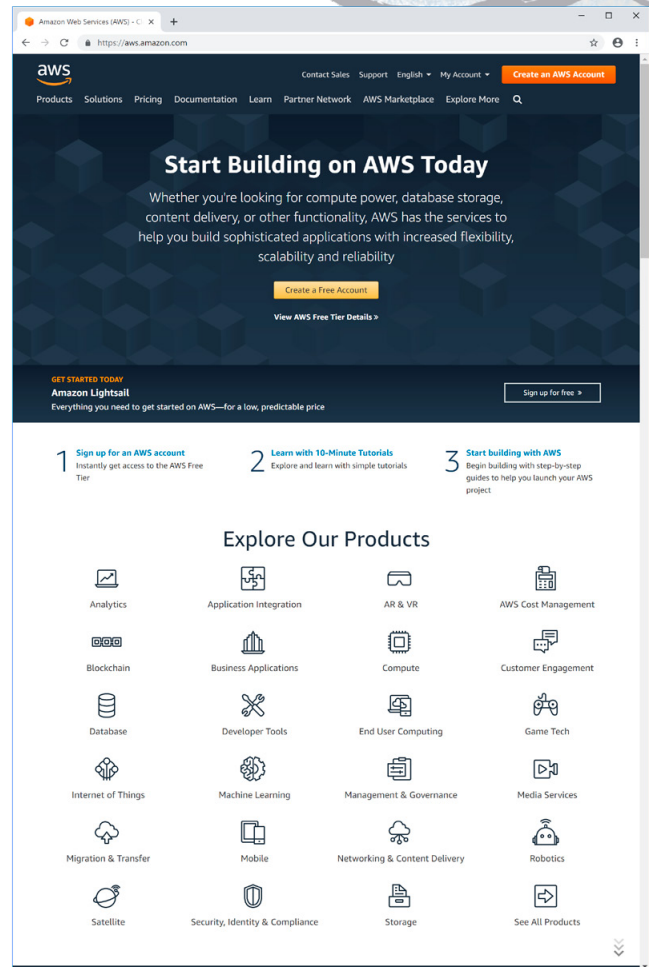 Amazon Web Services (AWS) - Cl
https://aws.amazon.com
aws
Contact Sales Support English My Account Create an AWS Account
Products Solutions Pricing Documentation Learn Partner Network AWS Marketplace Explore More
Start Building on AWS Today
Whether you're looking for compute power, database storage,
content delivery, or other functionality, AWS has the services to
help you build sophisticated applications with increased flexibility,
scalability and reliability
Create a Free Account
View AWS Free Tier Details »
GET STARTED TODAY
Amazon Lightsail
Everything you need to get started on AWS—for a low, predictable price
Sign up for free »
1 Sign up for an AWS account
Instantly get access to the AWS Free
Tier
2 Learn with 10-Minute Tutorials
Explore and learn with simple tutorials
3 Start building with AWS
Begin building with step-by-step
guides to help you launch your AWS
project
Explore Our Products
Analytics Application Integration AR & VR AWS Cost Management
Blockchain Business Applications Compute Customer Engagement
Database Developer Tools End User Computing Game Tech
Internet of Things Machine Learning Management & Governance Media Services
Migration & Transfer Mobile Networking & Content Delivery Robotics
Satellite Security, Identity & Compliance Storage See All Products